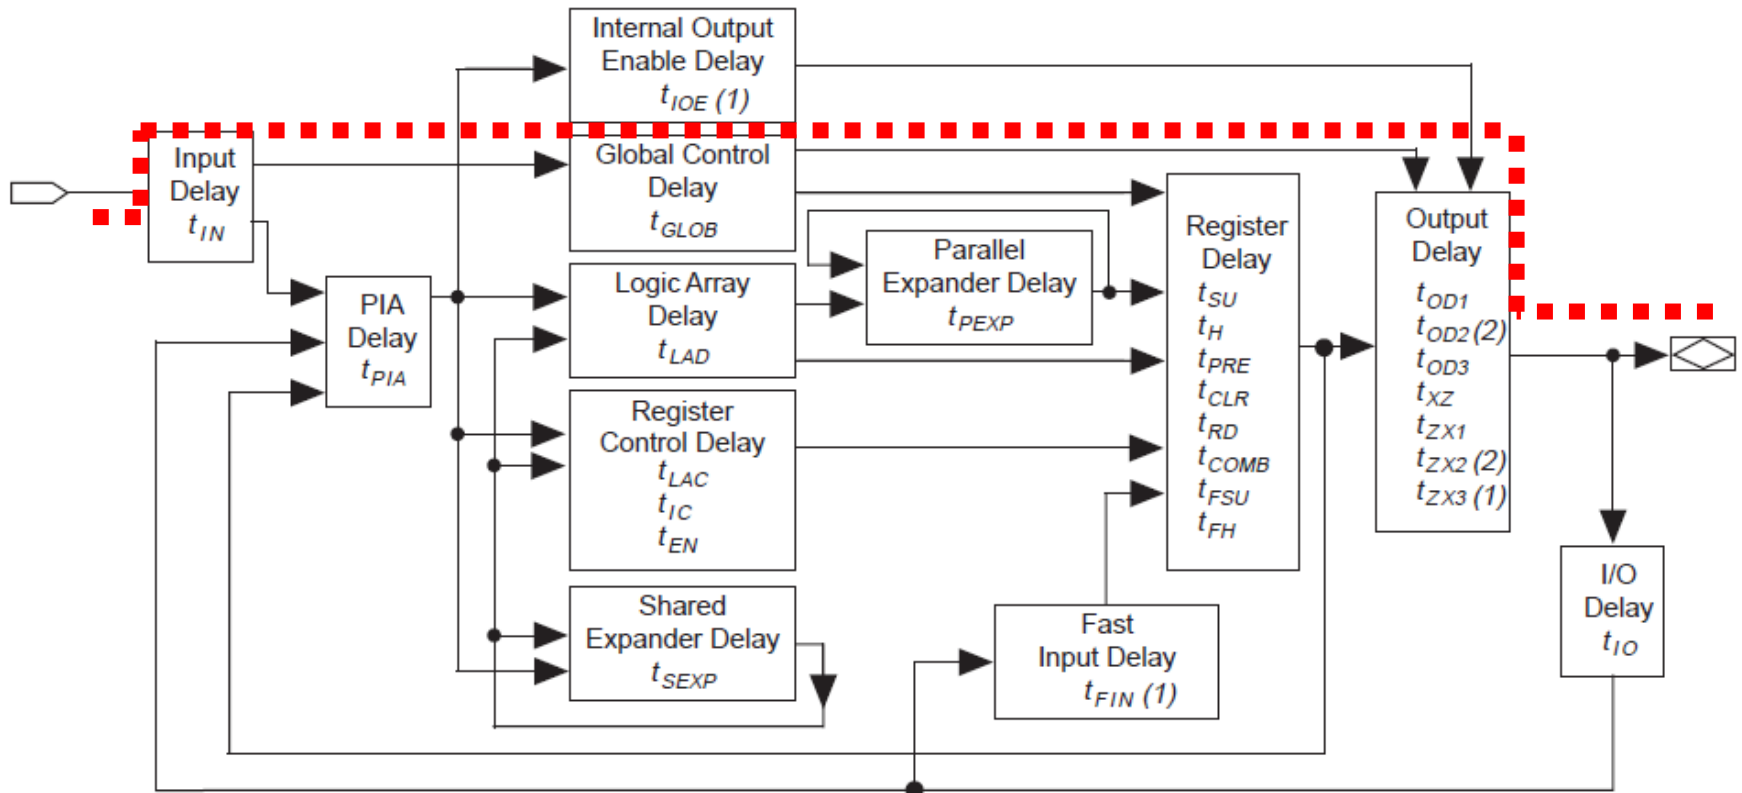 Internal Output
Enable Delay
tIOE (1)
Input
Delay
tIN
Global Control
Delay
tGLOB
PIA
Delay
tPIA
Logic Array
Delay
tLAD
Parallel
Expander Delay
tPEXP
Register
Control Delay
tLAC
tIC
tEN
Shared
Expander Delay
tSEXP
Fast
Input Delay
tFIN (1)
Register
Delay
tSU
tH
tPRE
tCLR
tRD
tCOMB
tFSU
tFH
Output
Delay
tOD1
tOD2 (2)
tOD3
tXZ
tZX1
tZX2 (2)
tZX3 (1)
I/O
Delay
tIO